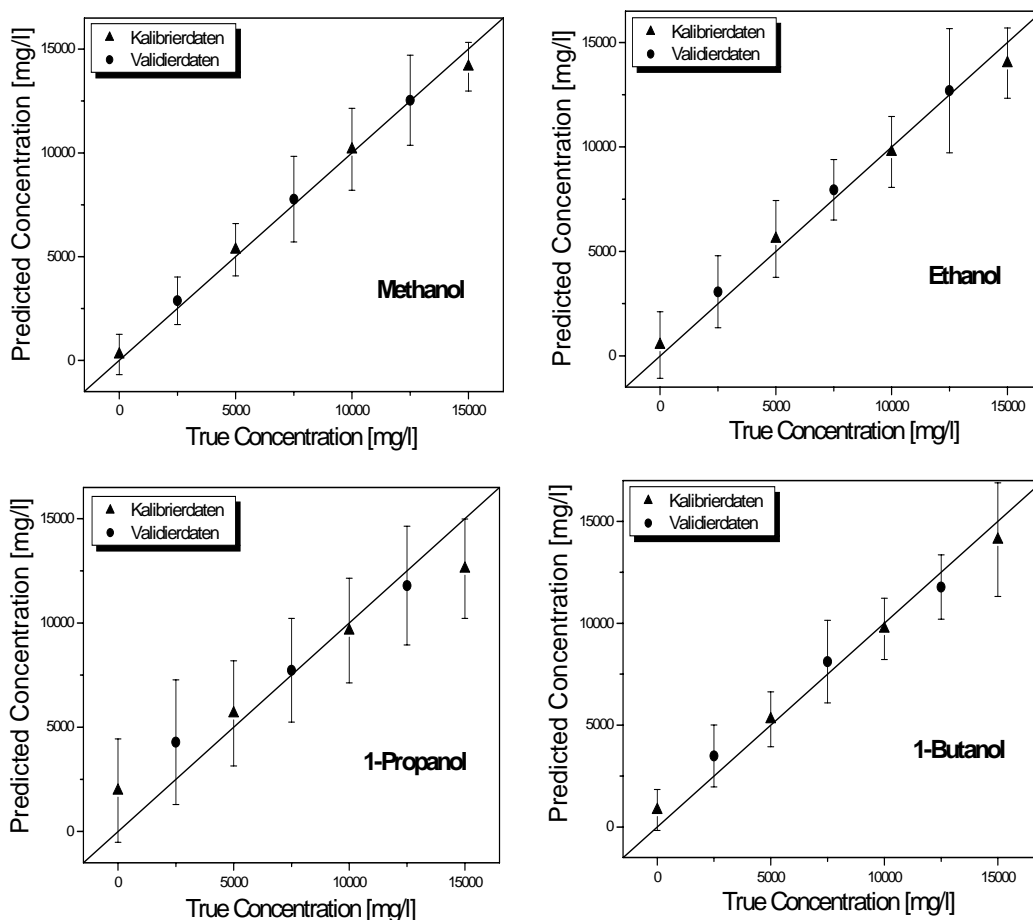 Predicted Concentration [mg/l]
Kalibrierdaten
Validierdaten
15000
10000
5000
0
Methanol
0 5000 10000 15000
True Concentration [mg/l]
Predicted Concentration [mg/l]
Kalibrierdaten
Validierdaten
15000
10000
5000
0
Ethanol
0 5000 10000 15000
True Concentration [mg/l]
Predicted Concentration [mg/l]
Kalibrierdaten
Validierdaten
15000
10000
5000
0
1-Propanol
0 5000 10000 15000
True Concentration [mg/l]
Predicted Concentration [mg/l]
Kalibrierdaten
Validierdaten
15000
10000
5000
0
1-Butanol
0 5000 10000 15000
True Concentration [mg/l]